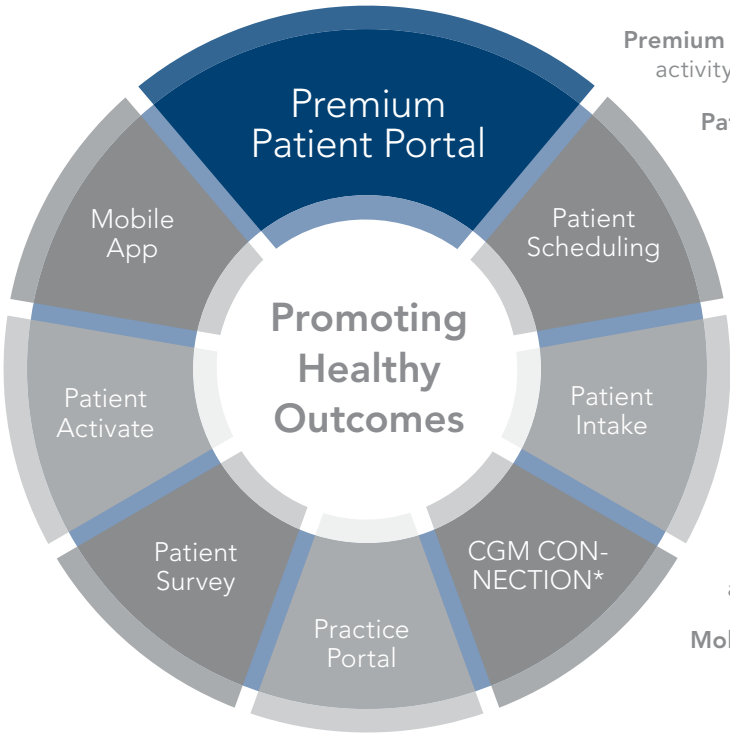 Premium
activity
Premium
Patient Portal
Mobile
App
Patient
Scheduling
Promoting
Healthy
Outcomes
Patient
Activate
Patient
Intake
Patient
Survey
CGM CON-
NECTION*
Practice
Portal